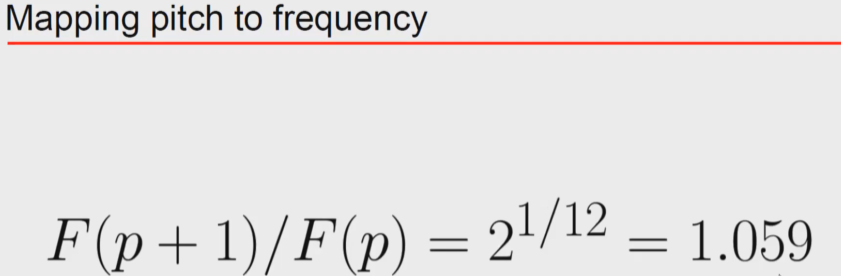 Mapping pitch to frequency
F(p + 1)/F(p) = 2^{1/12} = 1.059